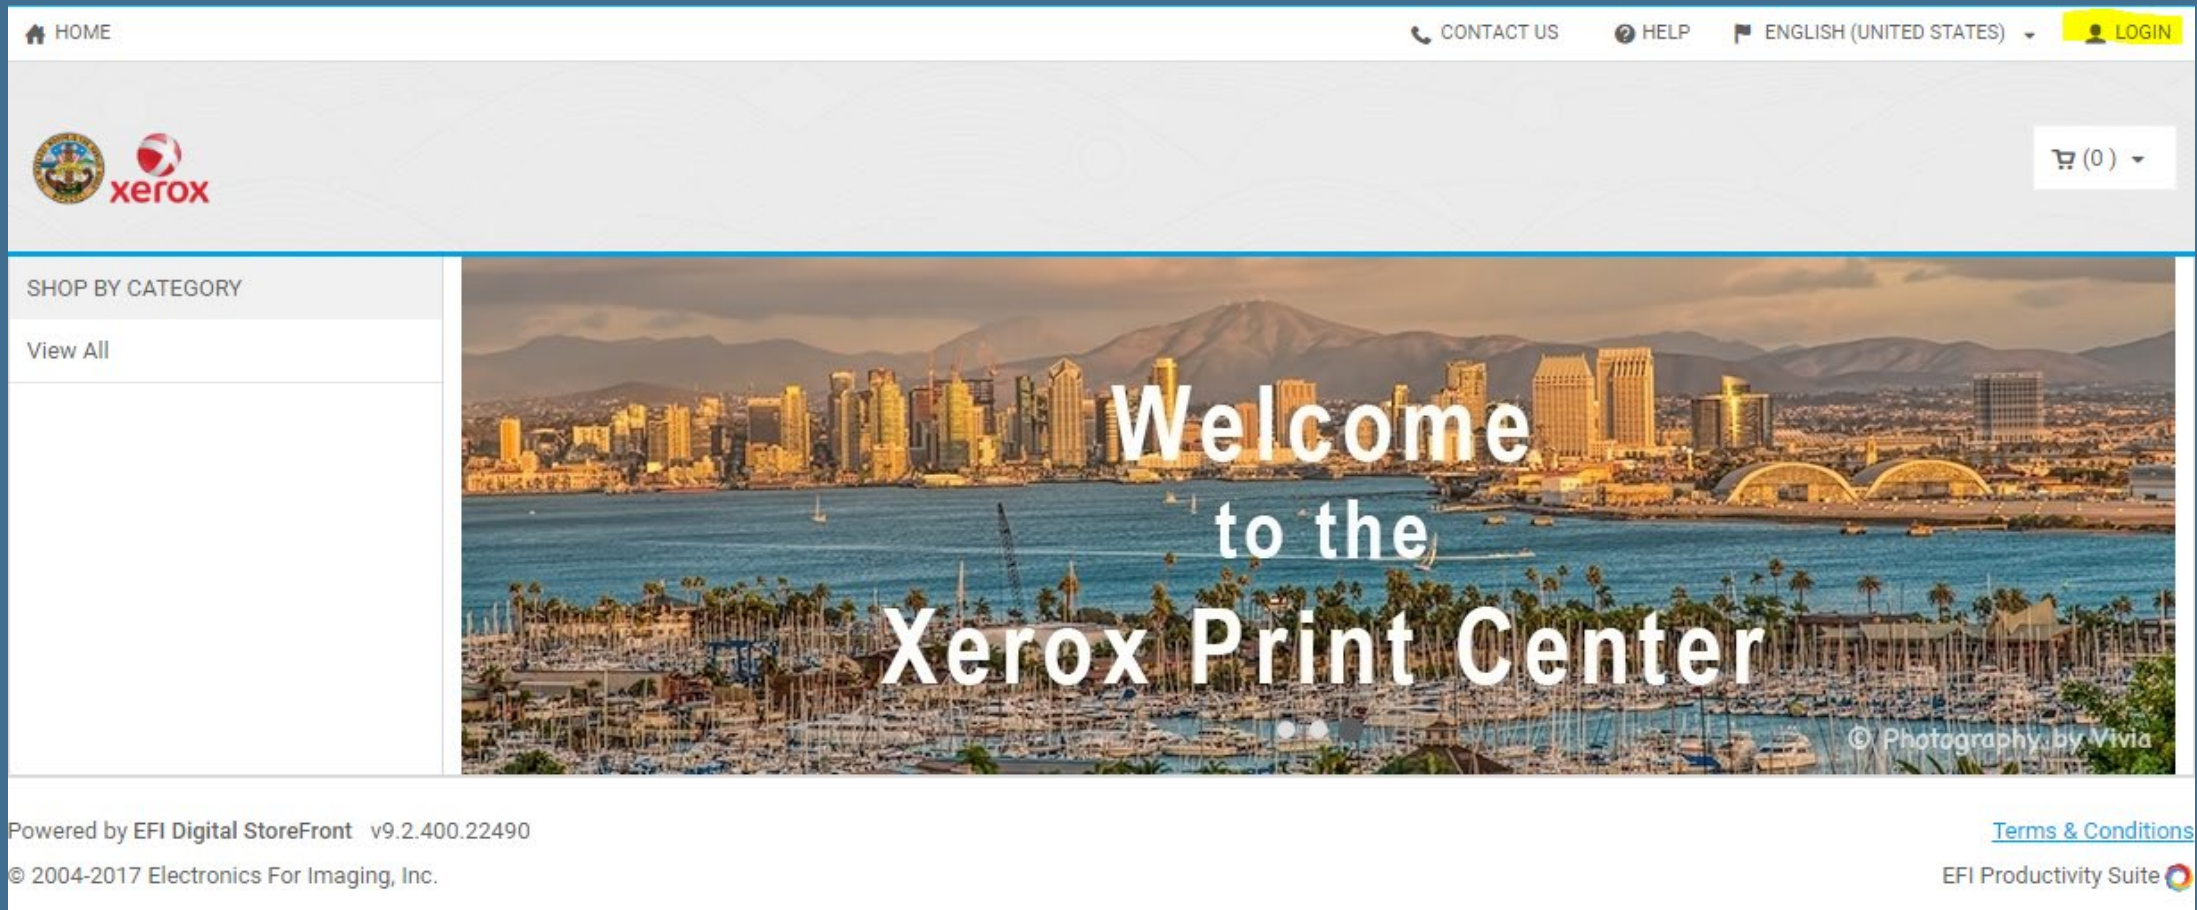 HOME
CONTACT US
HELP
ENGLISH (UNITED STATES)
LOGIN
xerox
(0 )
SHOP BY CATEGORY
View All
Welcome
to the
Xerox Print Center
© Photography by Vivia
Powered by EFI Digital StoreFront v9.2.400.22490
Terms & Conditions
© 2004-2017 Electronics For Imaging, Inc.
EFI Productivity Suite